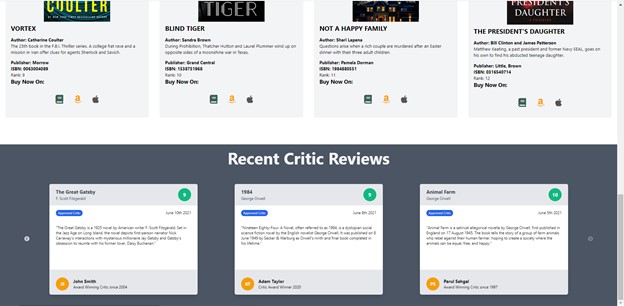 COULTER
TIGER
PRESIDENT'S
DAUGHTER
VORTEX
Author: Catherine Coulter
The 25th book in the F.B.I. Thriller series. A college fiat race and a
mission in Iran offer clues for agents Sherlock and Savich.
Publisher: Morrow
ISBN: 0063004089
Rank: 9
Buy Now On:
BLIND TIGER
Author: Sandra Brown
During Prohibition, Thatcher Hutton and Laurel Plummer wind up on
opposite sides of a moonshine war in Texas.
Publisher: Grand Central
ISBN: 1538751968
Rank: 10
Buy Now On:
NOT A HAPPY FAMILY
Author: Shari Lapena
Questions arise when a rich couple are murdered after an Easter
dinner with their three adult children.
Publisher: Pamela Dorman
ISBN: 1984880551
Rank: 11
Buy Now On:
THE PRESIDENT'S DAUGHTER
Author: Bill Clinton and James Patterson
Matthew Keating, a past president and former Navy SEAL, goes on
his own to find his abducted teenage daughter.
Publisher: Little, Brown
ISBN: 0316540714
Rank: 12
Buy Now On:
Recent Critic Reviews
The Great Gatsby
F. Scott Fitzgerald
9
Approved Critic
June 10th 2021
"The Great Gatsby is a 1925 novel by American writer F. Scott Fitzgerald. Set in
the Jazz Age on Long Island, the novel depicts first-person narrator Nick
Carraway's interactions with mysterious millionaire Jay Gatsby and Gatsby's
obsession to reunite with his former lover, Daisy Buchanan."
JS
John Smith
Award Winning Critic since 2004
1984
George Orwell
9
Approved Critic
June 8th 2021
"Nineteen Eighty-Four: A Novel, often referred to as 1984, is a dystopian social
science fiction novel by the English novelist George Orwell. It was published on 8
June 1949 by Secker & Warburg as Orwell's ninth and final book completed in
his lifetime."
AT
Adam Taylor
Critic Award Winner 2020
Animal Farm
George Orwell
10
Approved Critic
June 5th 2021
"Animal Farm is a satirical allegorical novella by George Orwell, first published in
England on 17 August 1945. The book tells the story of a group of farm animals
who rebel against their human farmer, hoping to create a society where the
animals can be equal, free, and happy."
PS
Parul Sehgal
Award Winning Critic since 1997